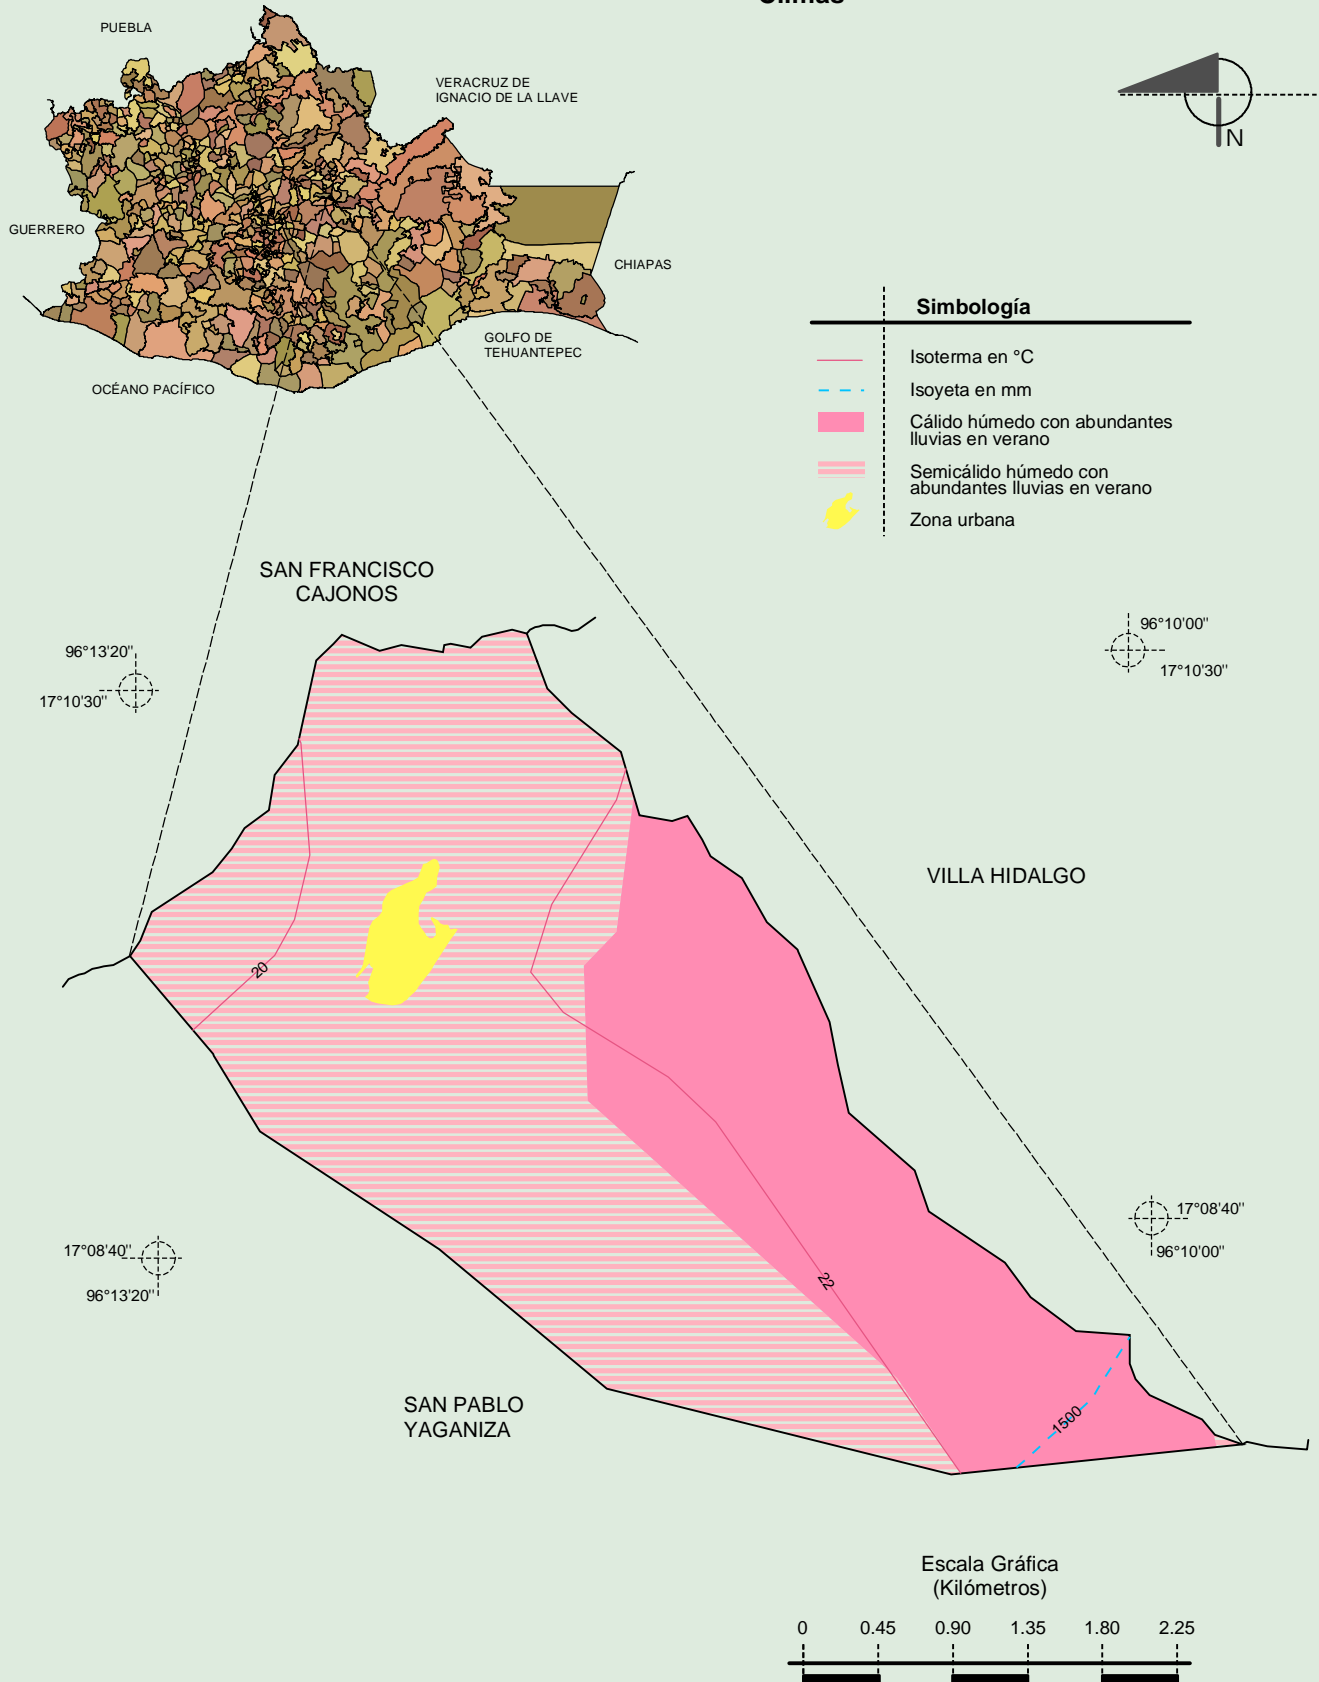 Climas
PUEBLA
VERACRUZ DE
IGNACIO DE LA LLAVE
N
GUERRERO
CHIAPAS
GOLFO DE
TEHUANTEPEC
OCÉANO PACÍFICO
Simbología
Isoterma en °C
Isoyeta en mm
Cálido húmedo con abundantes
lluvias en verano
Semicálido húmedo con
abundantes lluvias en verano
Zona urbana
SAN FRANCISCO
CAJONOS
96°13'20"
17°10'30"
96°10'00"
17°10'30"
VILLA HIDALGO
20
22
1500
17°08'40"
96°13'20"
17°08'40"
96°10'00"
SAN PABLO
YAGANIZA
Escala Gráfica
(Kilómetros)
0 0.45 0.90 1.35 1.80 2.25